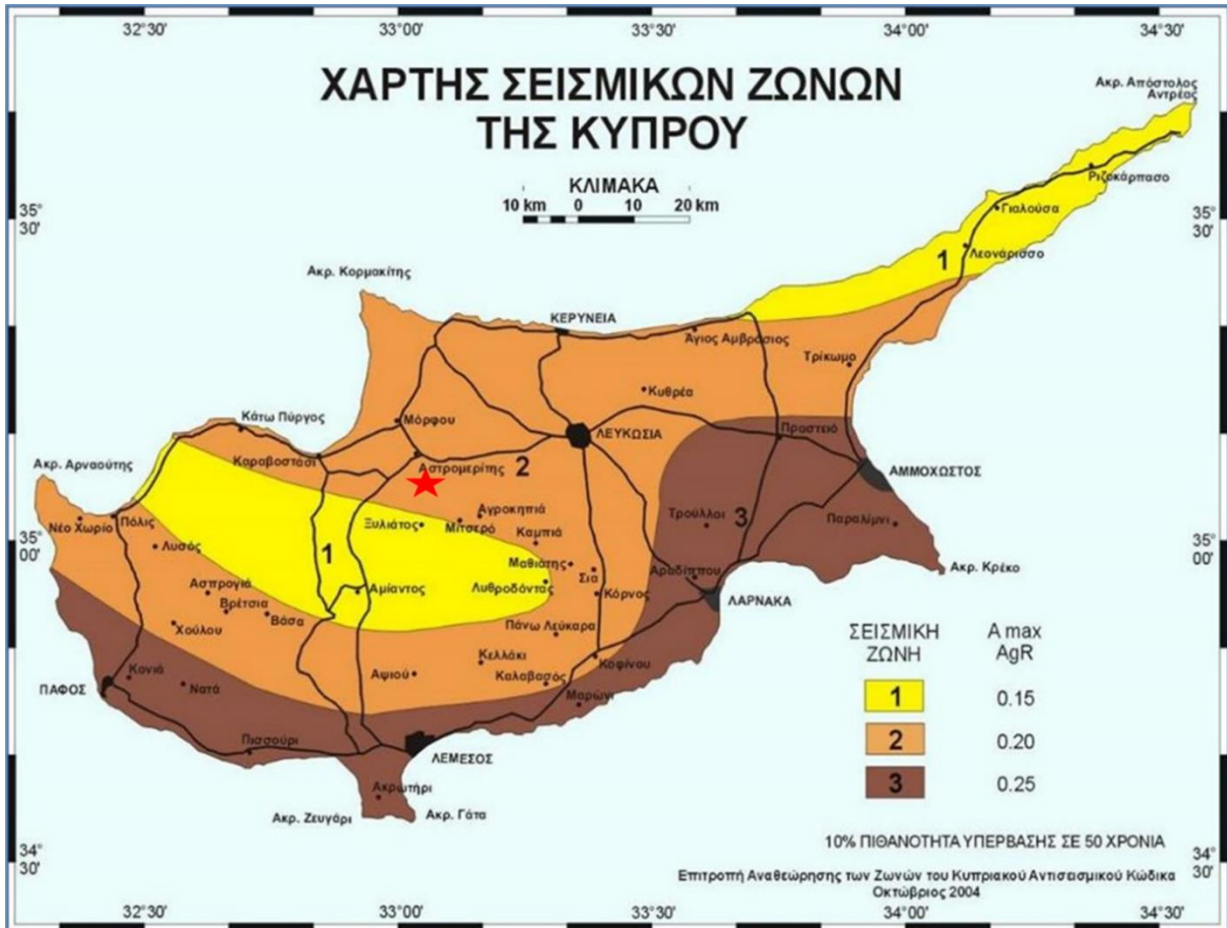 32°30' 33°00' 33°30' 34°00' 34°30'
ΧΑΡΤΗΣ ΣΕΙΣΜΙΚΩΝ ΖΩΝΩΝ
ΤΗΣ ΚΥΠΡΟΥ
ΚΛΙΜΑΚΑ
10 km 0 10 20 km
Ακρ. Απόστολος
Αντρέας
Ριζοκάρπασο
35°
30'
35°
30'
Γιαλούσα
Λεονάρισσο
1
Ακρ. Κορμακίτης
ΚΕΡΥΝΕΙΑ
Άγιος Αμβρόσιος
Τρίκωμο
Κυθρέα
Κάτω Πύργος
Μόρφου
ΛΕΥΚΩΣΙΑ
Πραστειό
Καραβοστάσι
Αστρομερίτης
2
ΑΜΜΟΧΩΣΤΟΣ
Ακρ. Αρναούτης
Νέο Χωρίο
Πόλις
Ξυλιάτος
Μιτσερό
Αγροκηπιά
Καμπιά
Τρούλλοι
3
Παραλίμνι
35°
00'
35°
00'
Λυσός
1
Μαθιάτης
Σια
Αραδίππου
Ακρ. Κρέκο
Ασπρογιά
Αμίαντος
Λυθροδόντας
Κόρνος
ΛΑΡΝΑΚΑ
Βρέτσια
Βάσα
Χούλου
Πάνω Λεύκαρα
Κελλάκι
Κοφίνου
Κονιά
Αψιού
Καλαβασός
ΠΑΦΟΣ
Νατά
Μαρώνι
Πισσούρι
ΛΕΜΕΣΟΣ
Ακρωτήρι
Ακρ. Ζευγάρι
Ακρ. Γάτα
ΣΕΙΣΜΙΚΗ
ΖΩΝΗ
A max
AgR
1 0.15
2 0.20
3 0.25
10% ΠΙΘΑΝΟΤΗΤΑ ΥΠΕΡΒΑΣΗΣ ΣΕ 50 ΧΡΟΝΙΑ
34°
30'
34°
30'
Επιτροπή Αναθεώρησης των Ζωνών του Κυπριακού Αντισεισμικού Κώδικα
Οκτώβριος 2004
32°30' 33°00' 33°30' 34°00' 34°30'